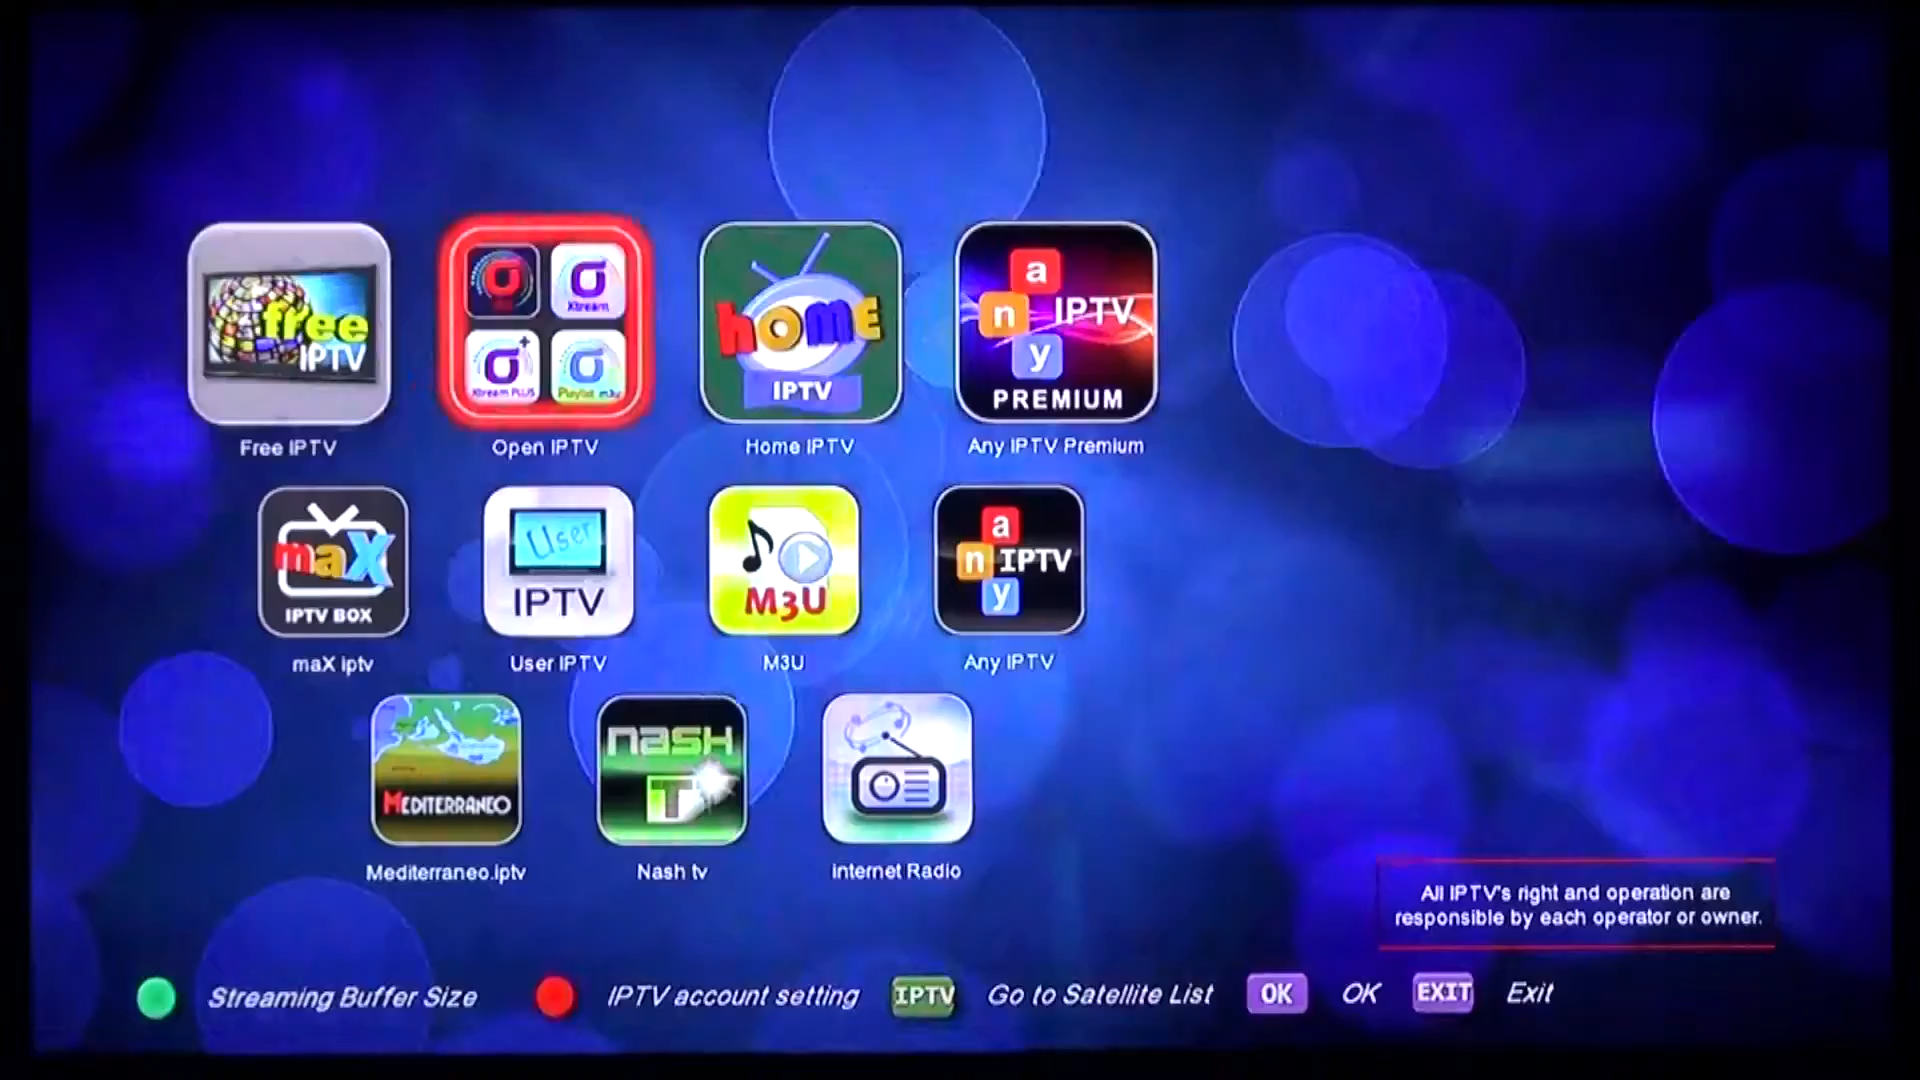 free
IPTV
Xtream
Xtream PLUS
Playlist m3u
home
IPTV
a
n IPTV
y
PREMIUM
Free IPTV
Open IPTV
Home IPTV
Any IPTV Premium
maX
IPTV BOX
User
IPTV
M3U
a
n IPTV
y
maX iptv
User IPTV
M3U
Any IPTV
MEDITERRANEO
NASH
T
Mediterraneo.iptv
Nash tv
Internet Radio
All IPTV's right and operation are
responsible by each operator or owner.
Streaming Buffer Size
IPTV account setting
IPTV
Go to Satellite List
OK
OK
EXIT
Exit